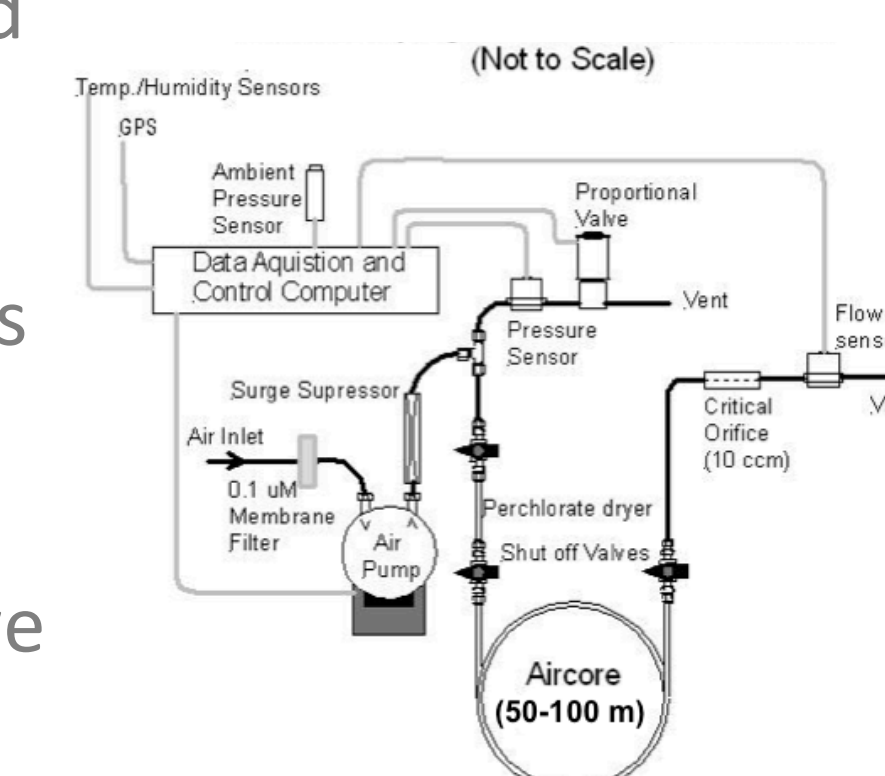 d
(Not to Scale)
Temp./Humidity Sensors
GPS
Ambient
Pressure
Sensor
Proportional
Valve
Data Aquistion and
Control Computer
s
Vent
Pressure
Sensor
Flow
sens
Surge Supressor
Critical
Orifice
(10 ccm)
V
Air Inlet
0.1 uM
Membrane
Filter
Air
Pump
Perchlorate dryer
Shut off Valves
e
Aircore
(50-100 m)